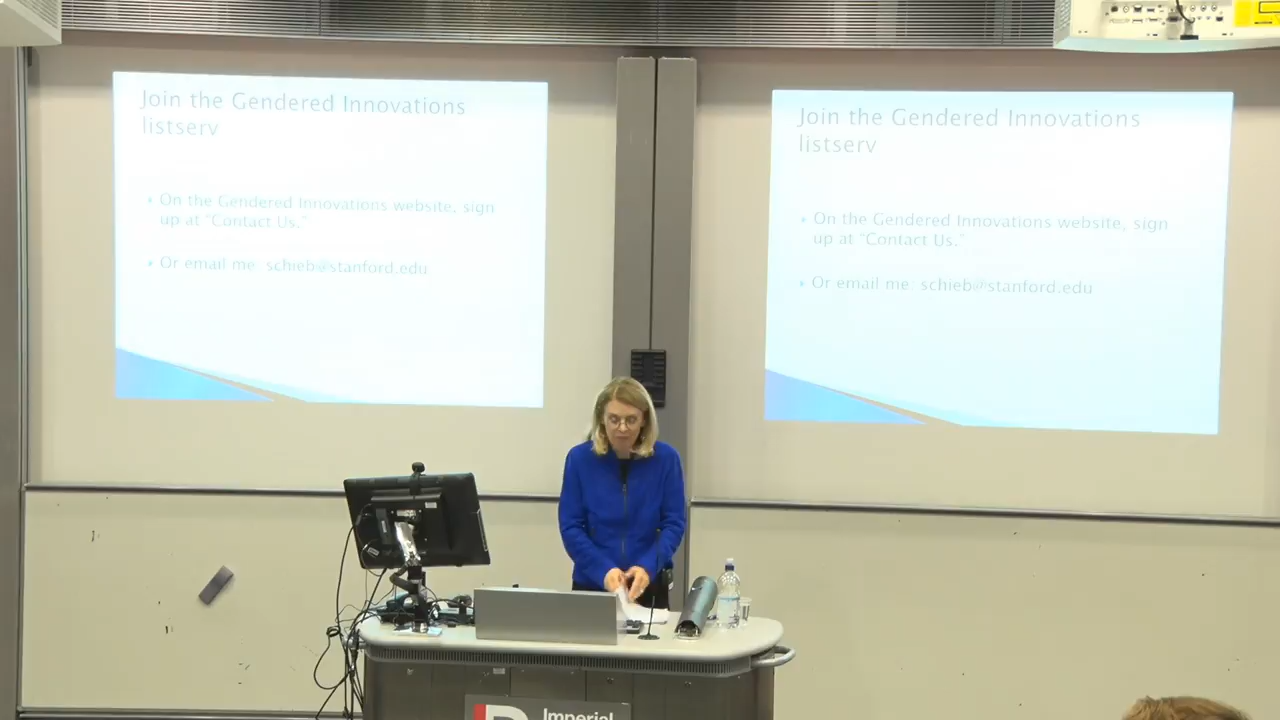 Join the Gendered Innovations
listserv
On the Gendered Innovations website, sign
up at "Contact Us."
Or email me: schieb@stanford.edu
Join the Gendered Innovations
listserv
On the Gendered Innovations website, sign
up at "Contact Us."
Or email me: schieb@stanford.edu
Imperial